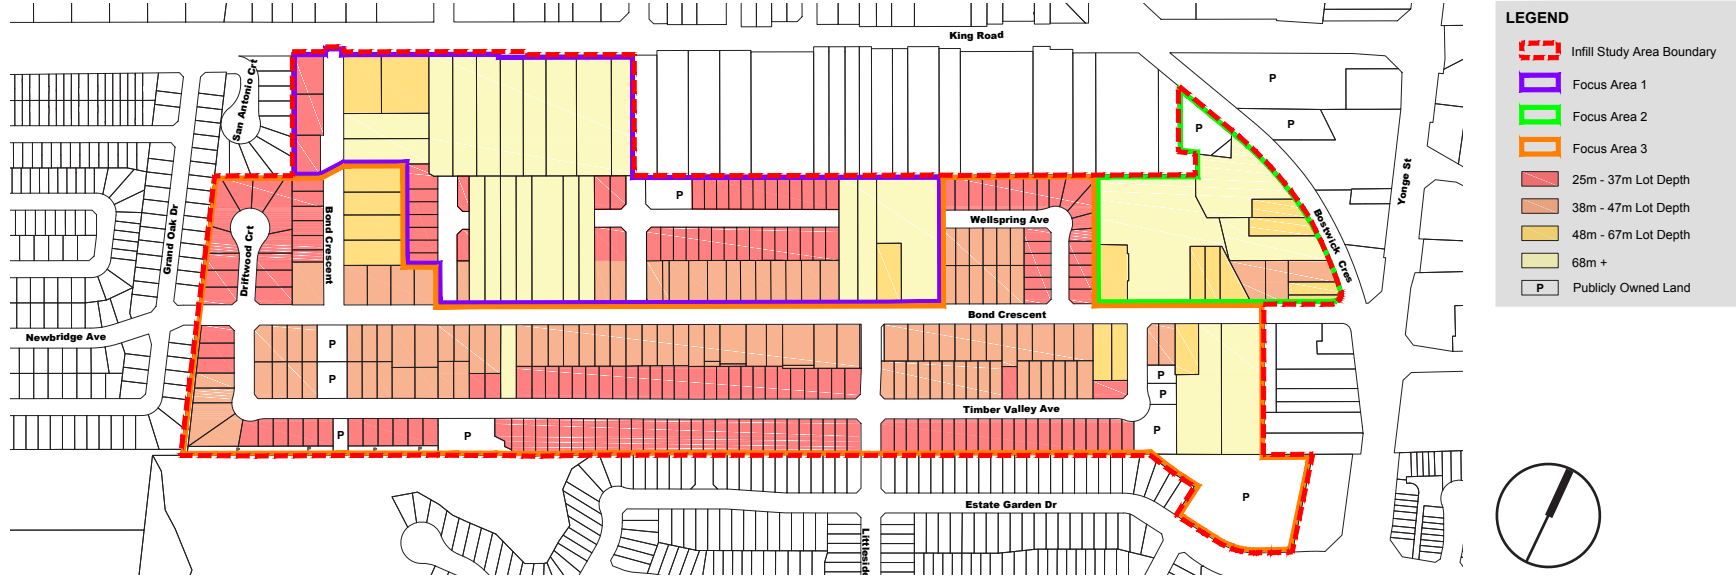 King Road
LEGEND
Infill Study Area Boundary
Focus Area 1
Focus Area 2
Focus Area 3
25m - 37m Lot Depth
38m - 47m Lot Depth
48m - 67m Lot Depth
68m +
P Publicly Owned Land
San Antonio Crt
P
P
P
Yonge St
P
Grand Oak Dr
Driftwood Crt
Bond Crescent
Wellspring Ave
Bostwick Cres
Bond Crescent
Newbridge Ave
P
P
P
P
Timber Valley Ave
P
P
P
P
Estate Garden Dr